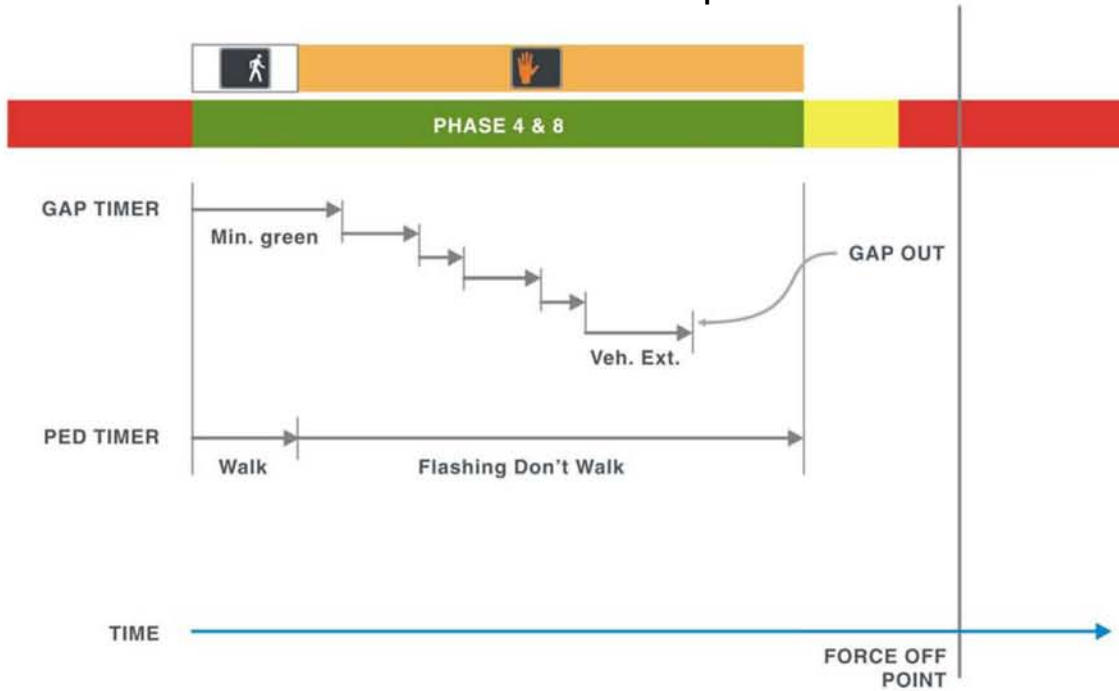 PHASE 4 & 8
GAP TIMER
Min. green
GAP OUT
Veh. Ext.
PED TIMER
Walk
Flashing Don't Walk
TIME
FORCE OFF
POINT